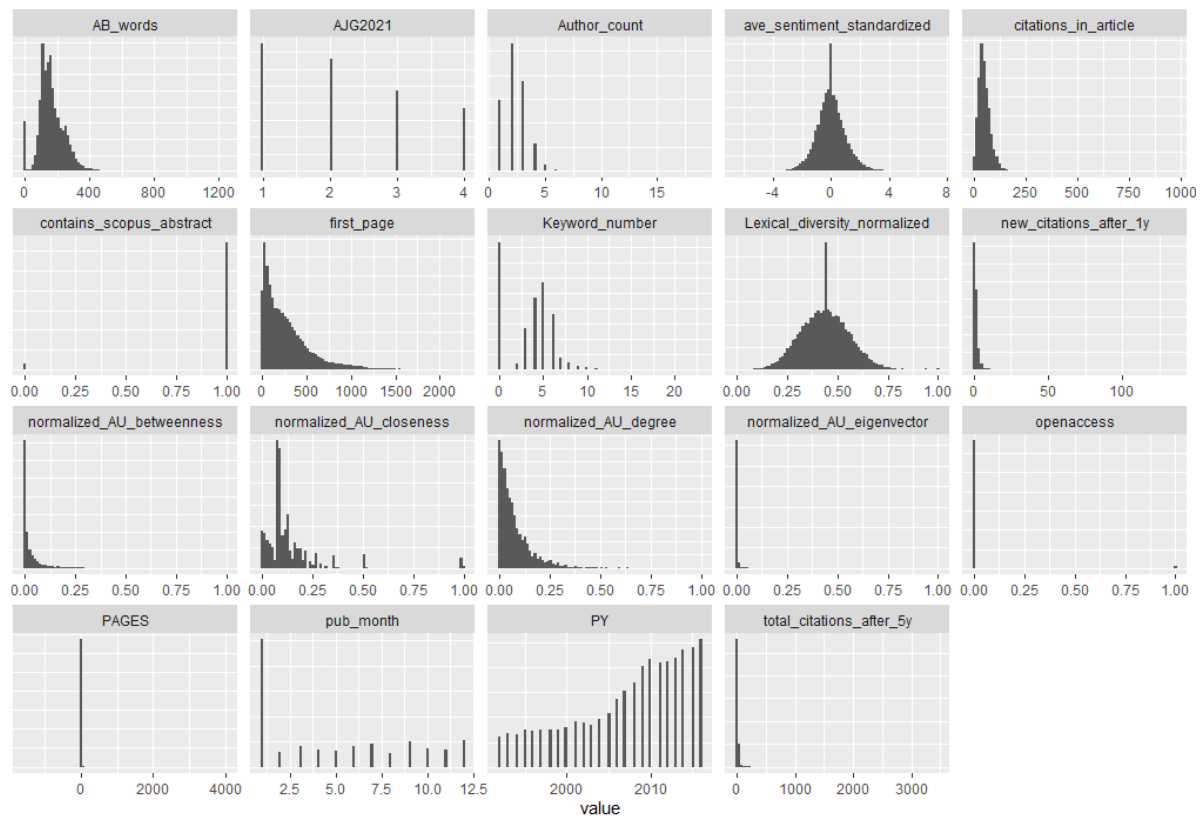 AB_words AJG2021 Author_count ave_sentiment_standardized citations_in_article
0 400 800 1200 1 2 3 4 0 5 10 15 -4 0 4 8 0 250 500 750 1000
contains_scopus_abstract first_page Keyword_number Lexical_diversity_normalized new_citations_after_1y
0.00 0.25 0.50 0.75 1.00 0 500 1000 1500 2000 0 5 10 15 20 0.00 0.25 0.50 0.75 1.00 0 50 100
normalized_AU_betweenness normalized_AU_closeness normalized_AU_degree normalized_AU_eigenvector openaccess
0.00 0.25 0.50 0.75 1.00 0.00 0.25 0.50 0.75 1.00 0.00 0.25 0.50 0.75 1.00 0.00 0.25 0.50 0.75 1.00 0.00 0.25 0.50 0.75 1.00
PAGES pub_month PY total_citations_after_5y
0 2000 4000 2.5 5.0 7.5 10.0 12.5 2000 2010 0 1000 2000 3000
value